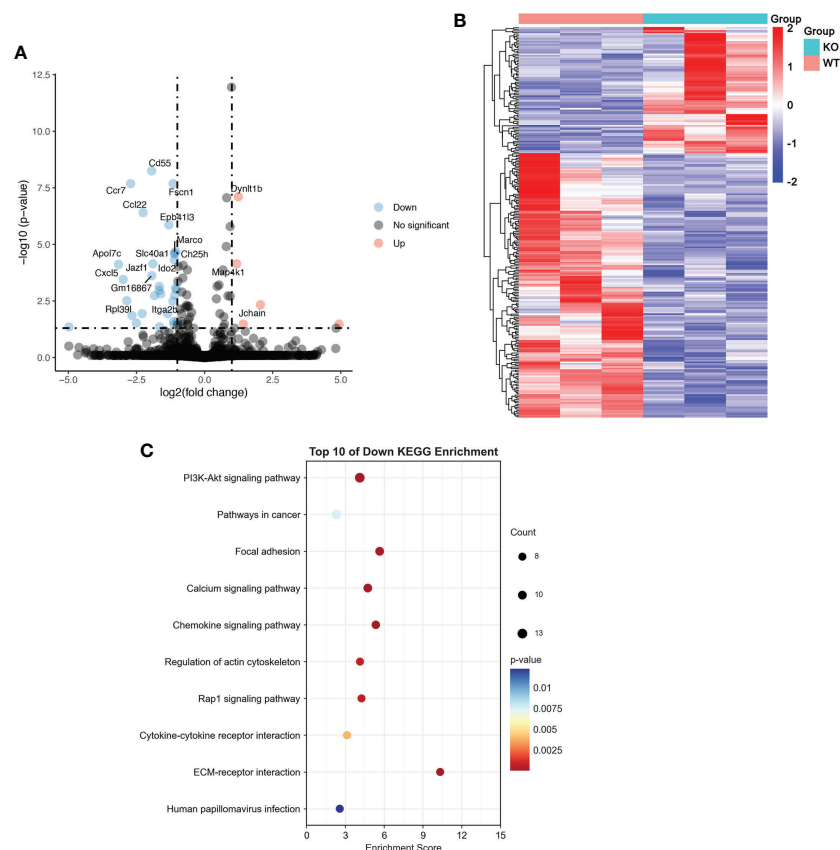 A
12.5
10.0
7.5
5.0
2.5
0.0
−log10 (p-value)
Cd55
Ccr7
Fscn1
Dynlt1b
Ccl22
Epb41l3
Marco
Apol7c
Slc40a1
Ch25h
Jazf1
Ido2
Map4k1
Cxcl5
Gm16867
Rpl39l
Itga2b
Jchain
-5.0
-2.5
0.0
2.5
5.0
log2(fold change)
Down
No significant
Up
B
Group
2
1
0
-1
-2
Group
KO
WT
C
Top 10 of Down KEGG Enrichment
PI3K-Akt signaling pathway
Pathways in cancer
Focal adhesion
Calcium signaling pathway
Chemokine signaling pathway
Regulation of actin cytoskeleton
Rap1 signaling pathway
Cytokine-cytokine receptor interaction
ECM-receptor interaction
Human papillomavirus infection
0
3
6
9
12
15
Enrichment Score
Count
8
10
13
p-value
0.01
0.0075
0.005
0.0025